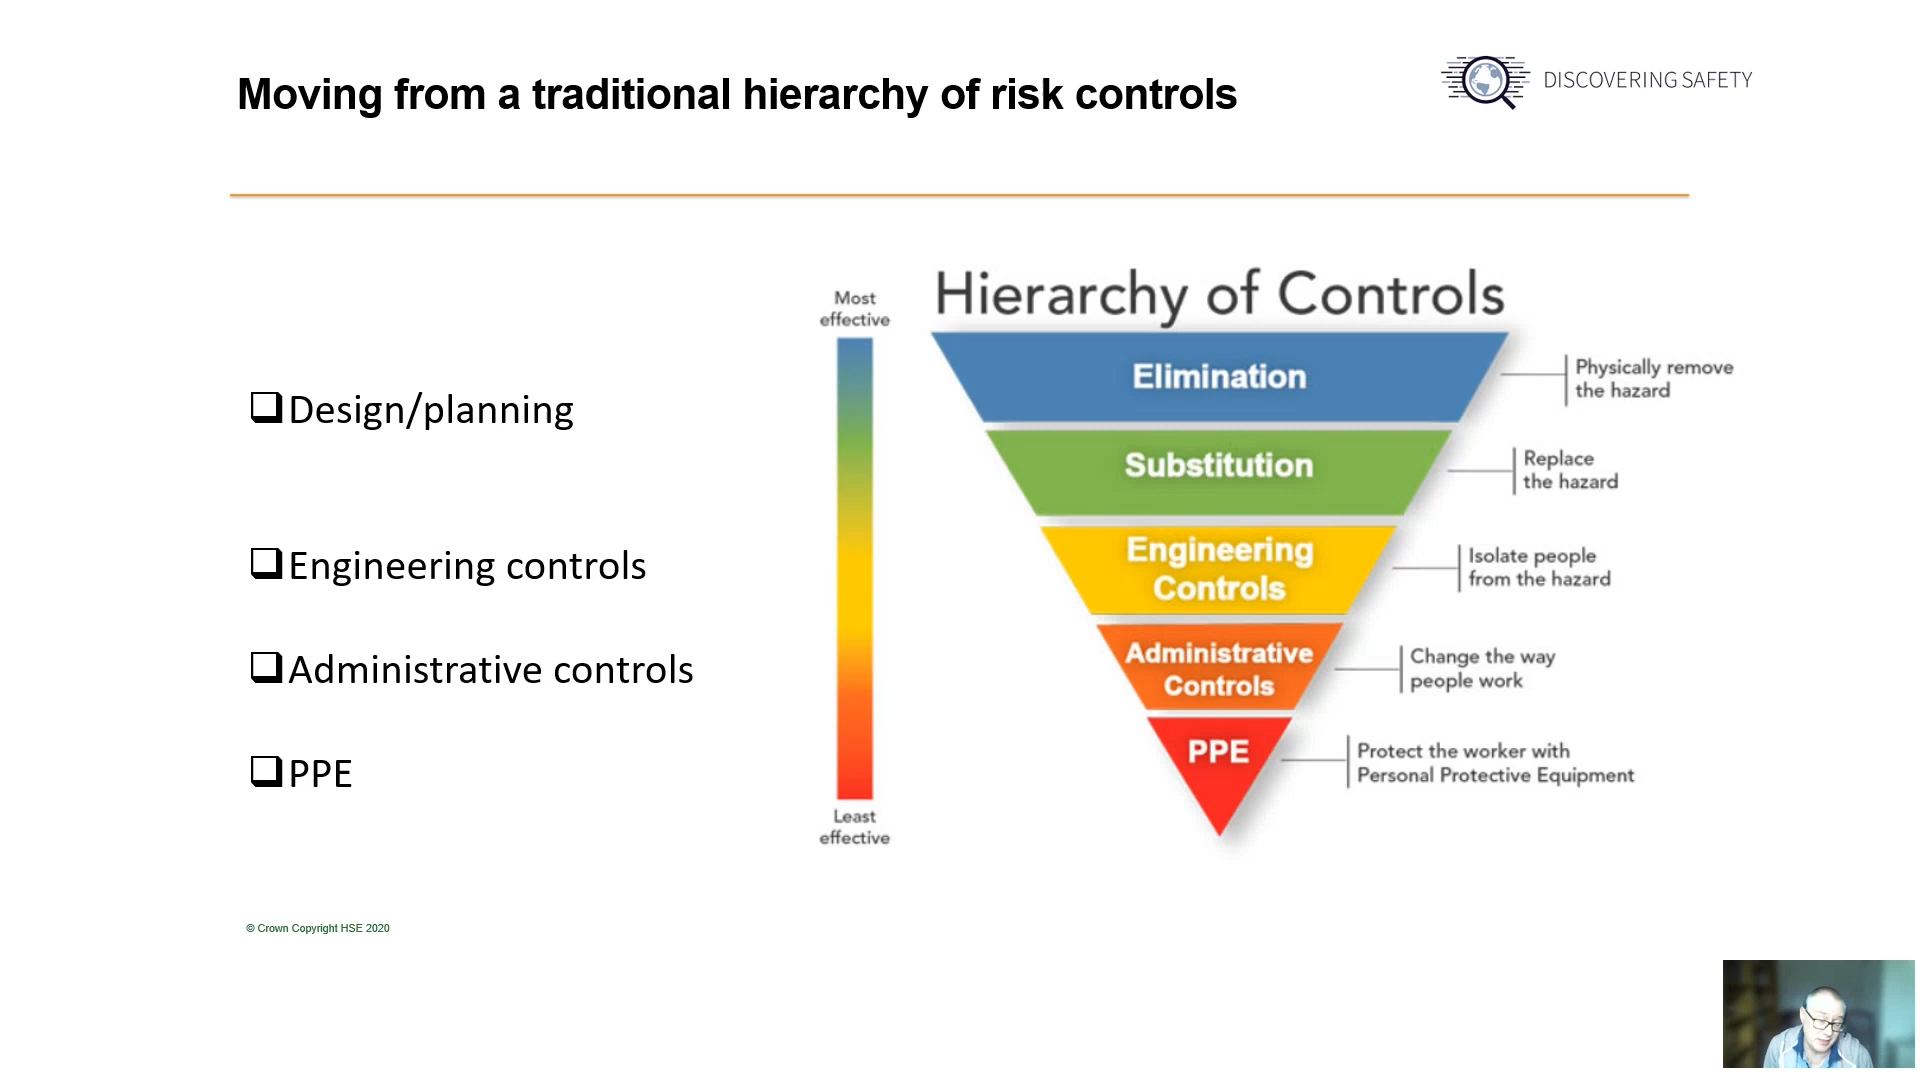 Moving from a traditional hierarchy of risk controls
DISCOVERING SAFETY
Design/planning
Engineering controls
Administrative controls
PPE
Most
effective
Least
effective
Hierarchy of Controls
Elimination
Physically remove
the hazard
Substitution
Replace
the hazard
Engineering
Controls
Isolate people
from the hazard
Administrative
Controls
Change the way
people work
PPE
Protect the worker with
Personal Protective Equipment
© Crown Copyright HSE 2020